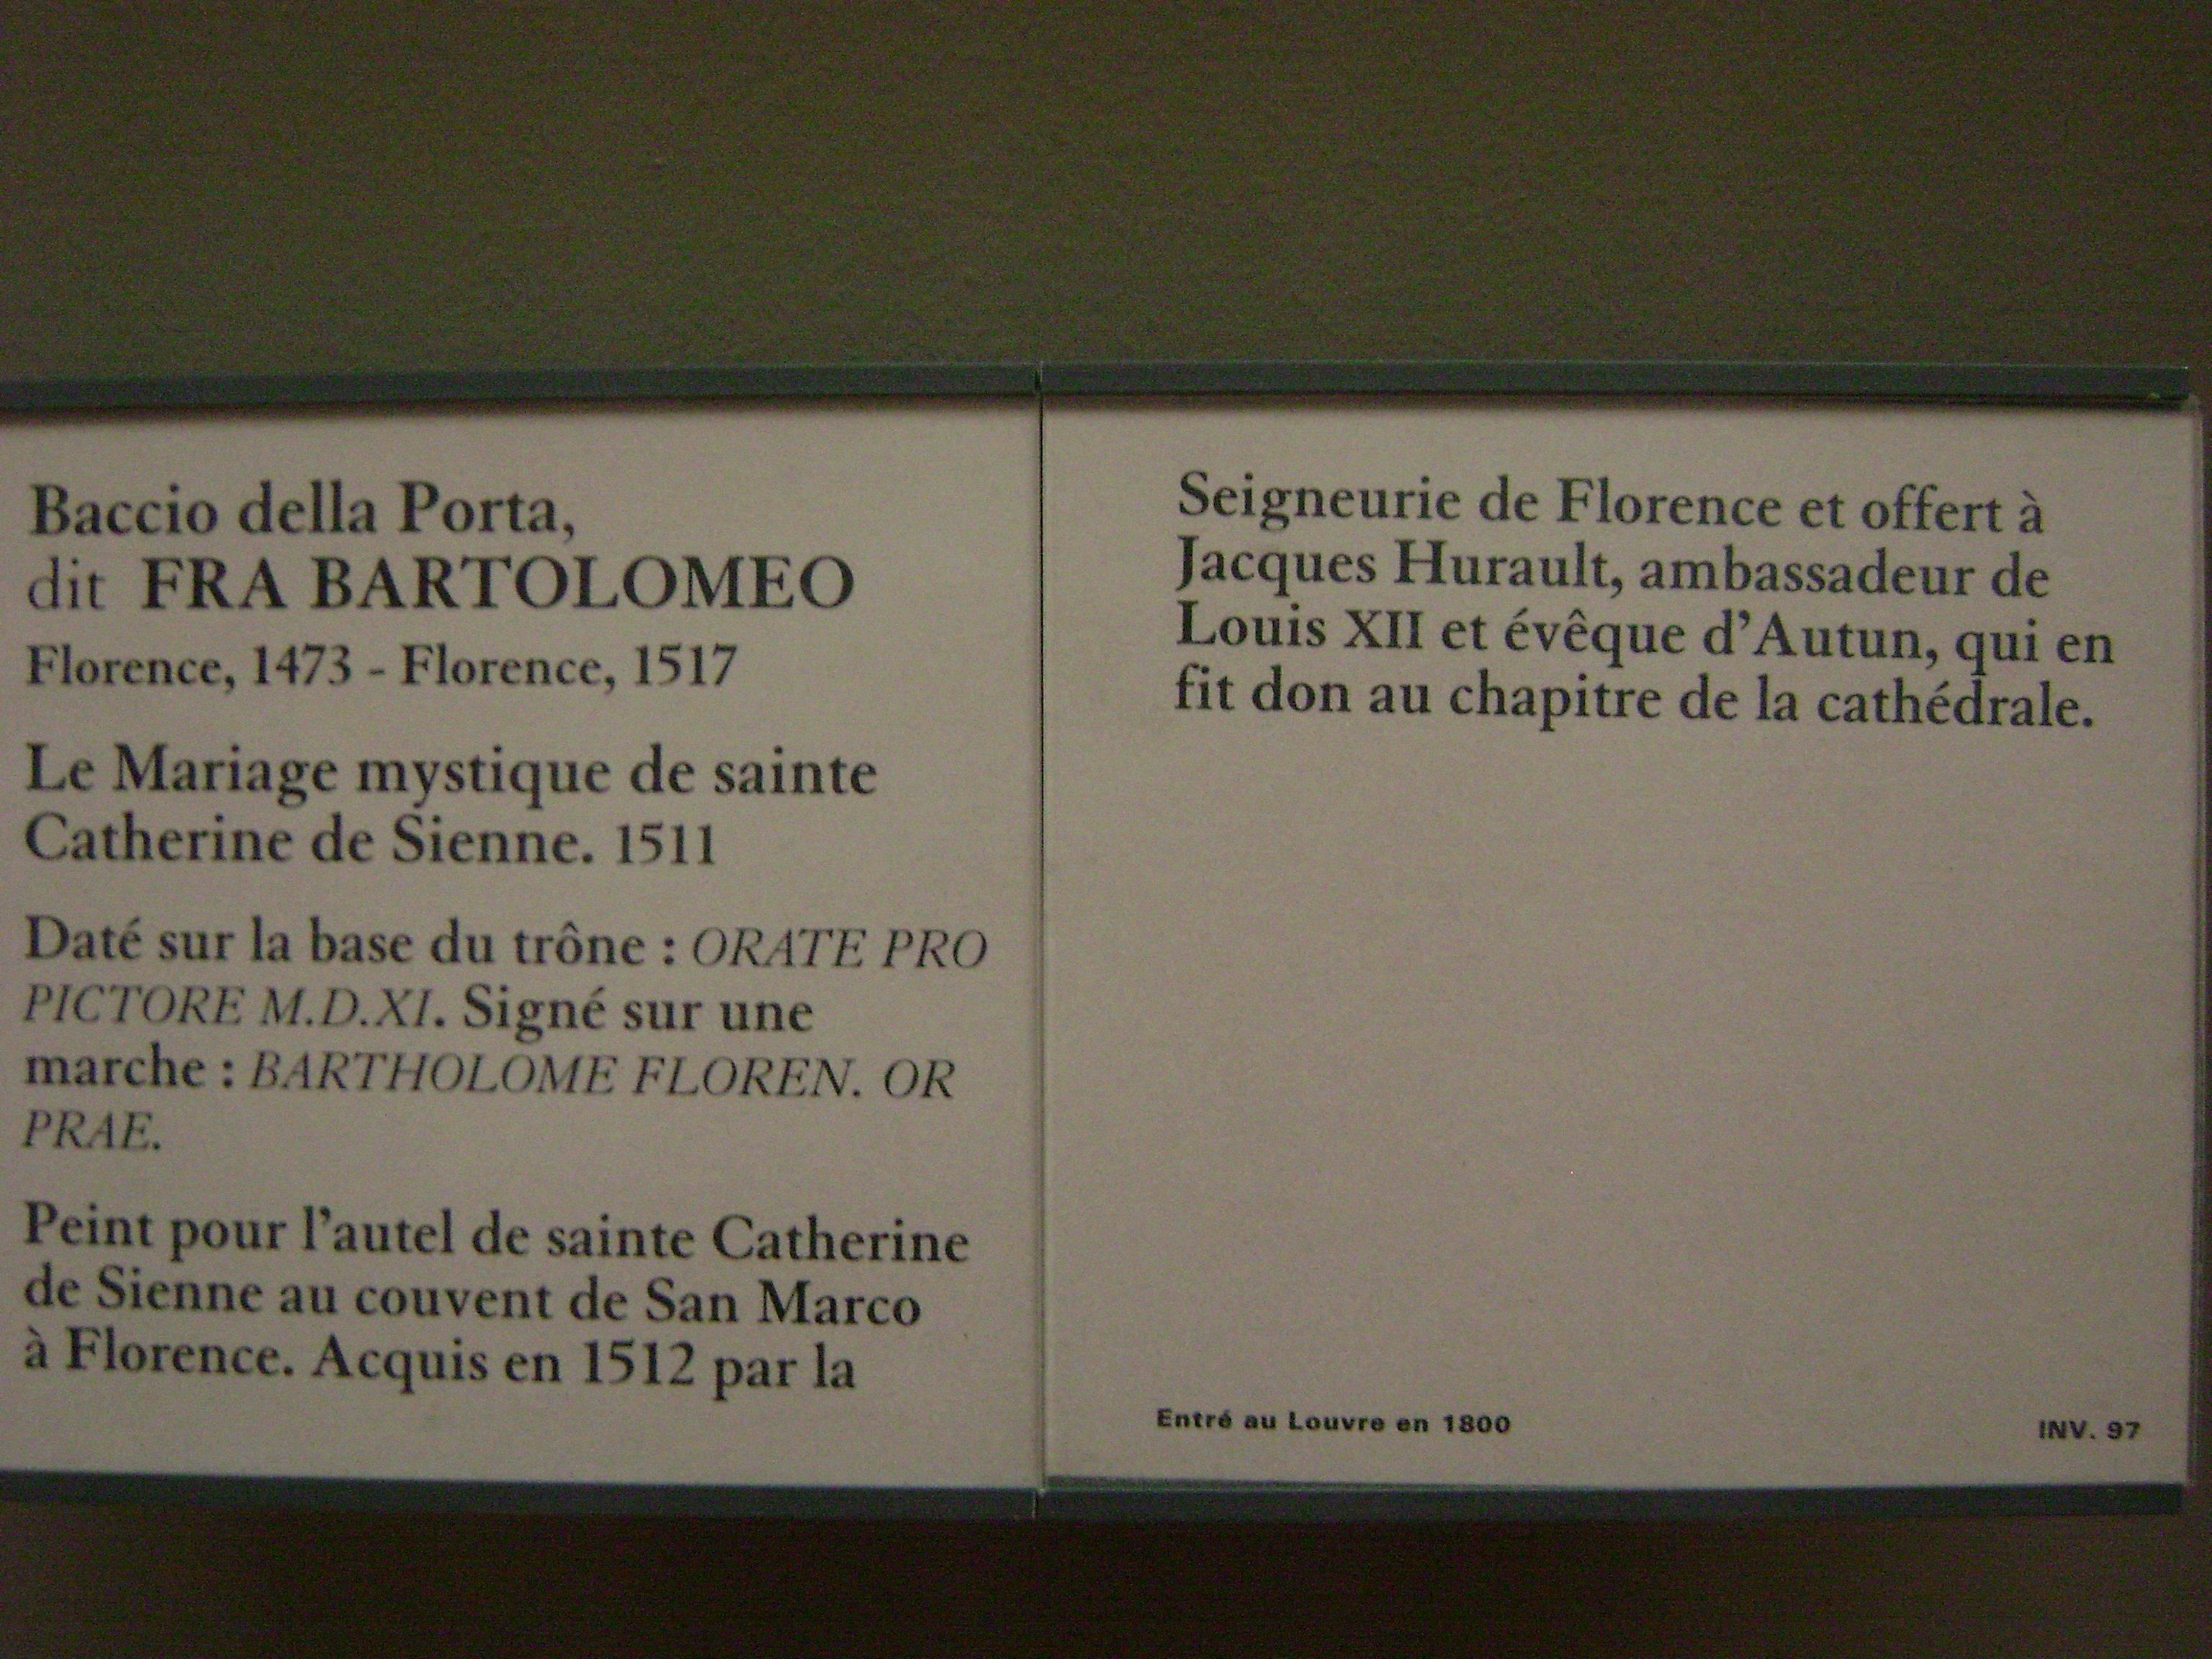 Baccio della Porta,
dit FRA BARTOLOMEO
Florence, 1473 - Florence, 1517
Le Mariage mystique de sainte
Catherine de Sienne. 1511
Daté sur la base du trône : ORATE PRO
PICTORE M.D.XI. Signé sur une
marche : BARTHOLOME FLOREN. OR
PRAE.
Peint pour l'autel de sainte Catherine
de Sienne au couvent de San Marco
à Florence. Acquis en 1512 par la
Seigneurie de Florence et offert à
Jacques Hurault, ambassadeur de
Louis XII et évêque d'Autun, qui en
fit don au chapitre de la cathédrale.
Entré au Louvre en 1800
INV. 97